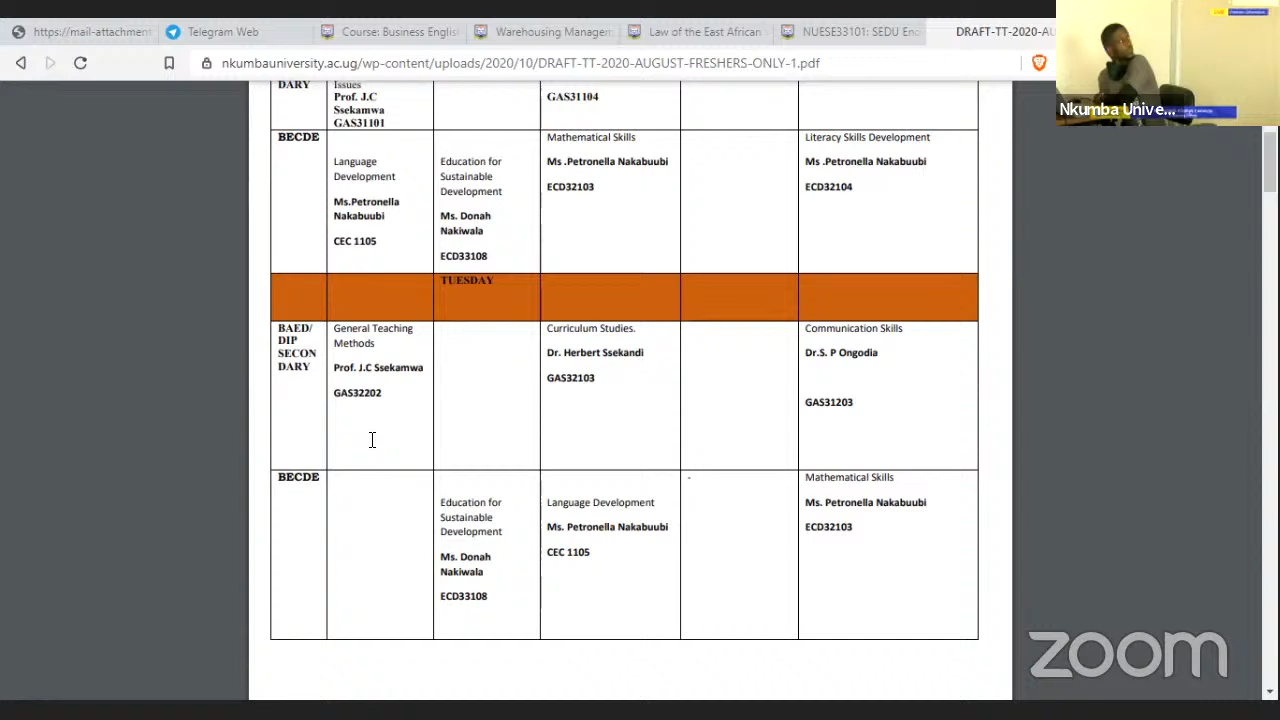 https://mail-attachment
Telegram Web
Course: Business Englis
Warehousing Managem
Law of the East African
NUESE33101: SEDU End
DRAFT-TT-2020-AU
nkumbauniversity.ac.ug/wp-content/uploads/2020/10/DRAFT-TT-2020-AUGUST-FRESHERS-ONLY-1.pdf
Nkumba Unive...
DARY
Issues
Prof. J.C
Ssekamwa
GAS31101
GAS31104
BECDE
Language
Development
Ms.Petronella
Nakabuubi
CEC 1105
Education for
Sustainable
Development
Ms. Donah
Nakiwala
ECD33108
Mathematical Skills
Ms .Petronella Nakabuubi
ECD32103
Literacy Skills Development
Ms .Petronella Nakabuubi
ECD32104
TUESDAY
BAED/
DIP
SECON
DARY
General Teaching
Methods
Prof. J.C Ssekamwa
GAS32202
Curriculum Studies.
Dr. Herbert Ssekandi
GAS32103
Communication Skills
Dr.S. P Ongodia
GAS31203
BECDE
Education for
Sustainable
Development
Ms. Donah
Nakiwala
ECD33108
Language Development
Ms. Petronella Nakabuubi
CEC 1105
-
Mathematical Skills
Ms. Petronella Nakabuubi
ECD32103
zoom